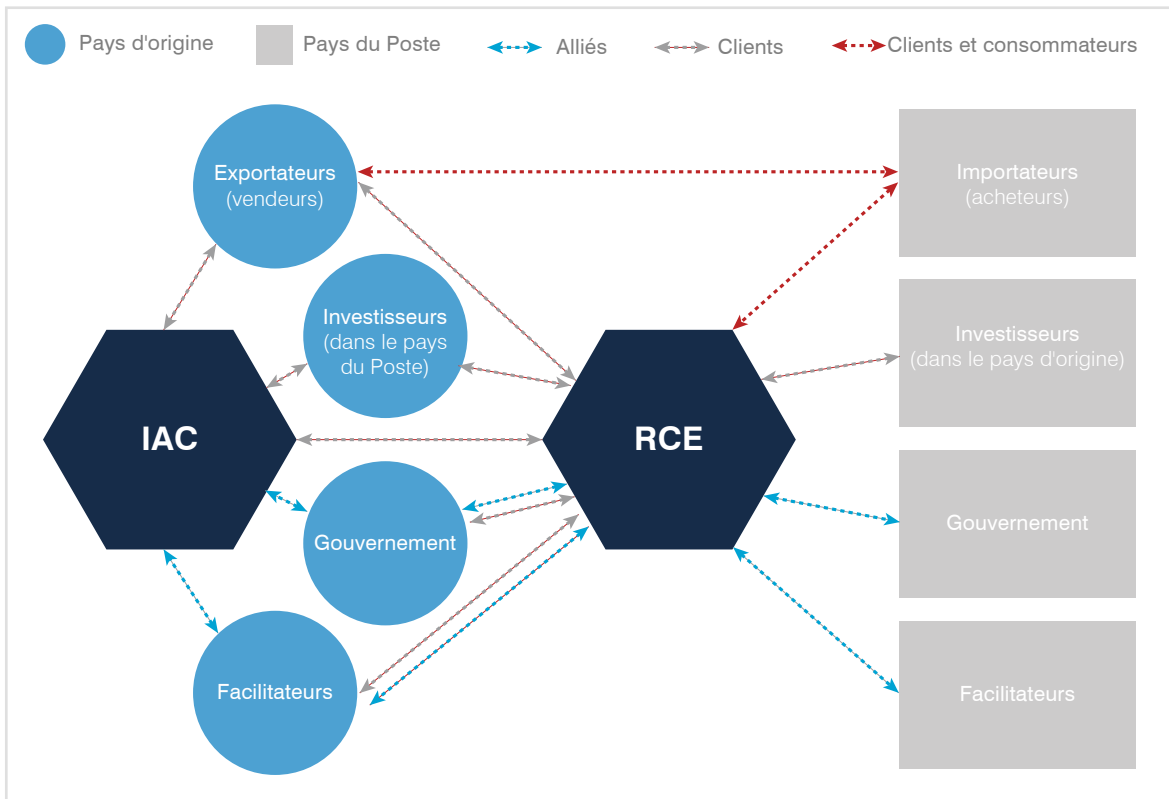 Pays d'origine
Pays du Poste
Alliés
Clients
Clients et consommateurs
Exportateurs
(vendeurs)
Importateurs
(acheteurs)
Investisseurs
(dans le pays
du Poste)
Investisseurs
(dans le pays d'origine)
IAC
RCE
Gouvernement
Gouvernement
Facilitateurs
Facilitateurs